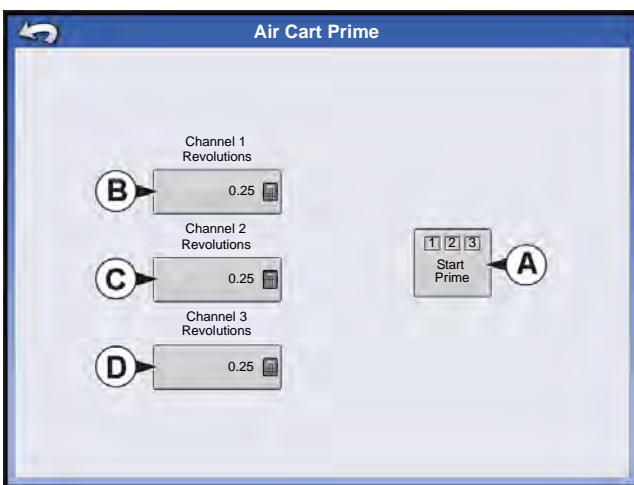 Air Cart Prime
Channel 1
Revolutions
B
0.25
Channel 2
Revolutions
C
0.25
Channel 3
Revolutions
D
0.25
1 2 3
Start
Prime
A